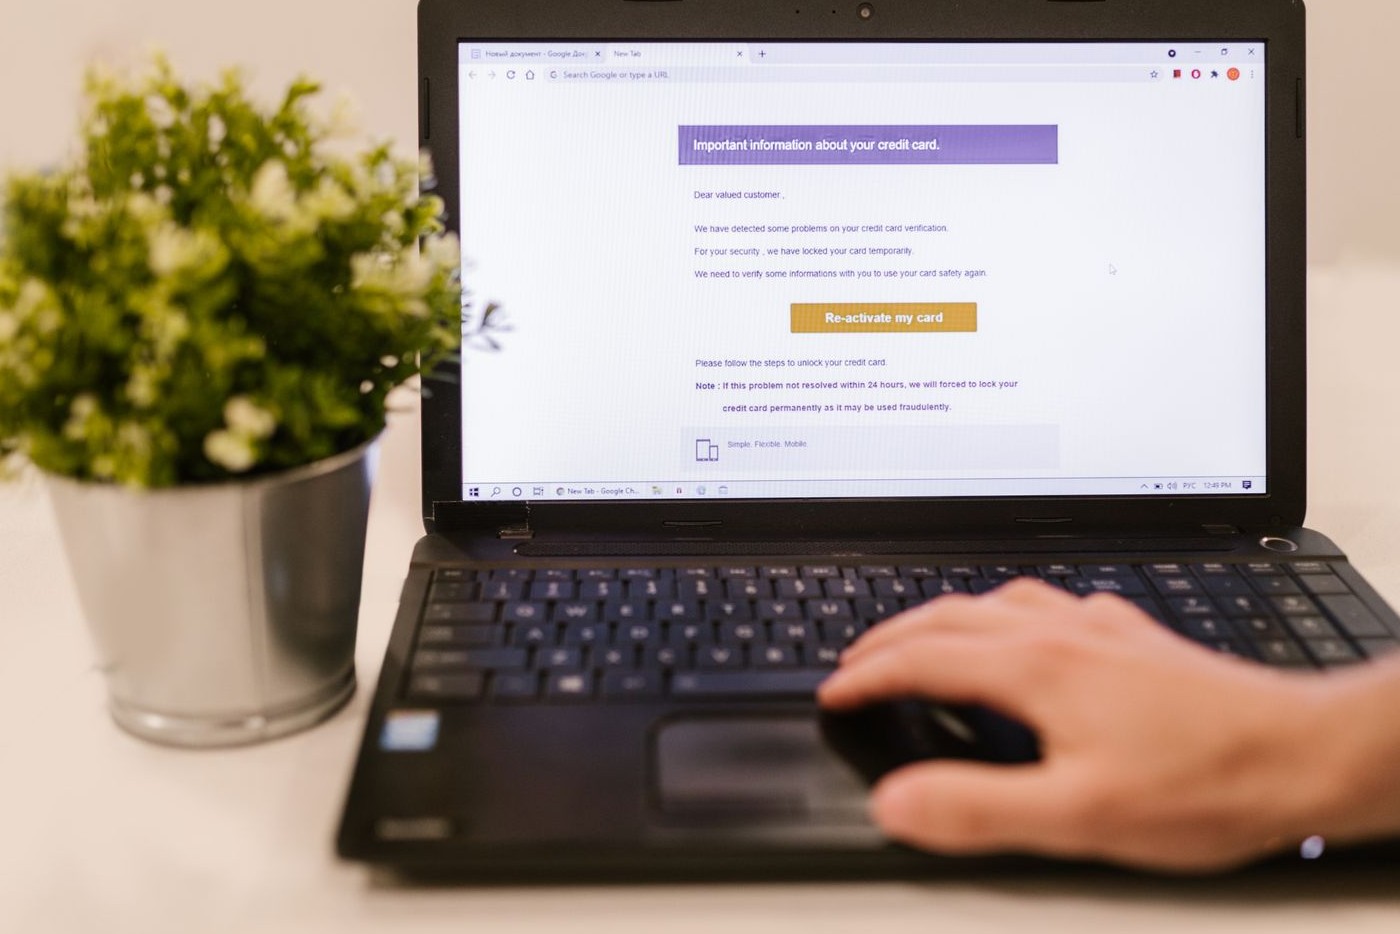 Новый документ - Google Док
New Tab
Search Google or type a URL
Important information about your credit card.
Dear valued customer ,
We have detected some problems on your credit card verification.
For your security , we have locked your card temporarily.
We need to verify some informations with you to use your card safety again.
Re-activate my card
Please follow the steps to unlock your credit card.
Note : If this problem not resolved within 24 hours, we will forced to lock your
credit card permanently as it may be used fraudulently.
Simple. Flexible. Mobile.
New Tab - Google Ch...
РУС
12:49 PM